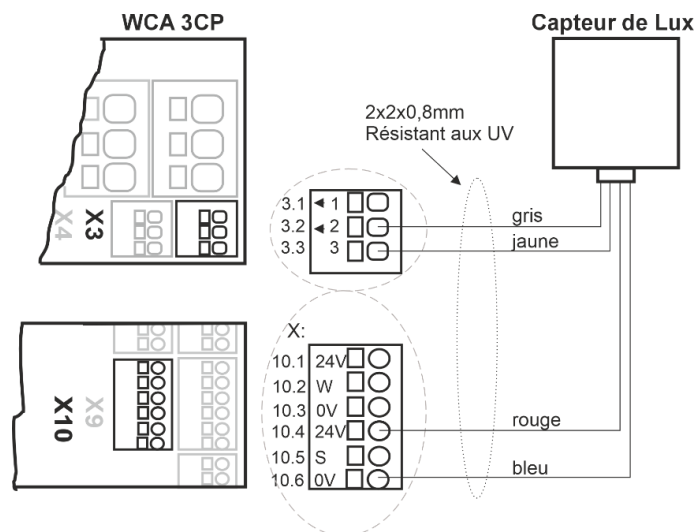 WCA 3CP
Capteur de Lux
2x2x0,8mm
Résistant aux UV
X4
X3
3.1 1
3.2 2
3.3 3
gris
jaune
X:
10.1 24V
10.2 W
10.3 0V
10.4 24V
10.5 S
10.6 0V
X10
X9
rouge
bleu